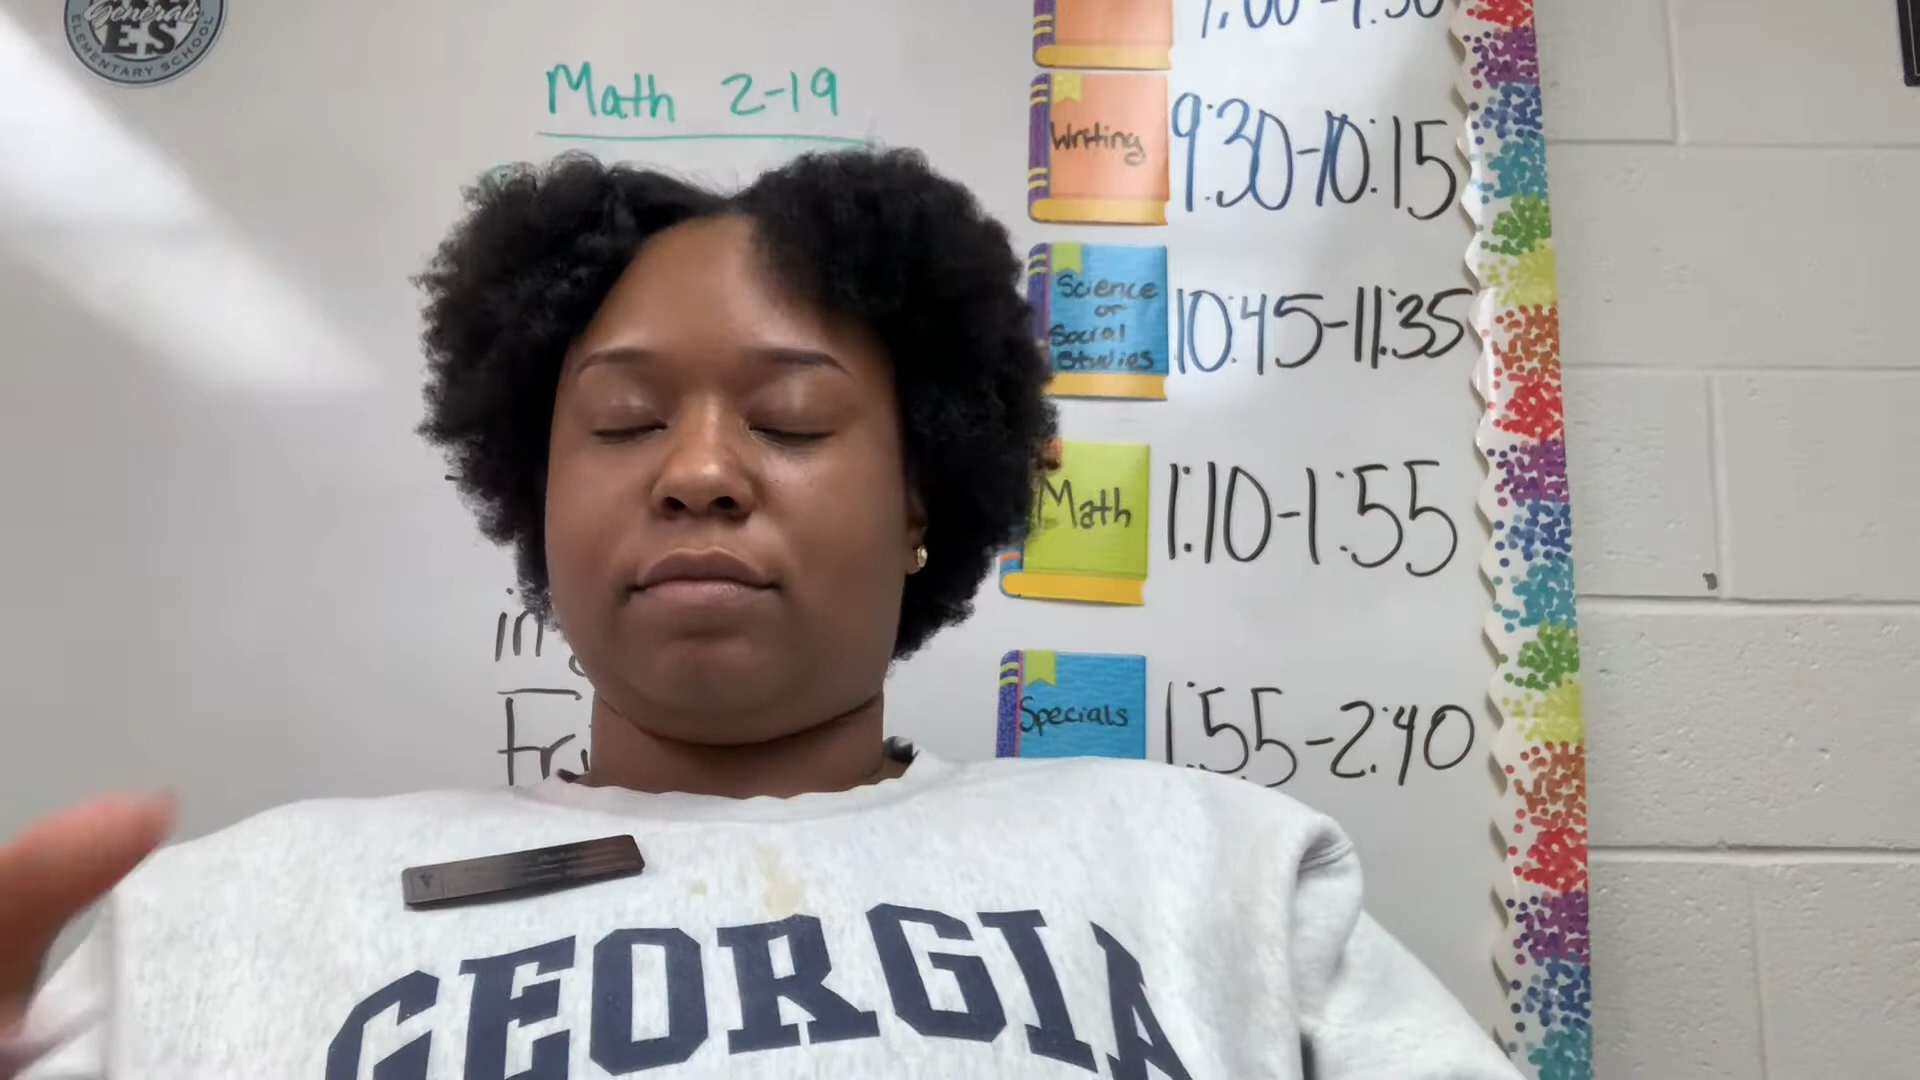 Generals
ES
ELEMENTARY SCHOOL
Math 2-19
Writing 9:30-10:15
Science
or
Social
Studies
10:45-11:35
Math 1:10-1:55
Specials 1:55-2:40
in
GEORGIA